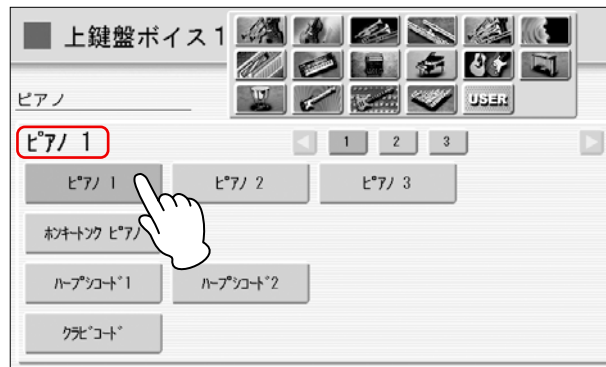 上鍵盤ボイス1
USER
ピアノ
ﾋﾟｱﾉ 1
1 2 3
ﾋﾟｱﾉ 1 ﾋﾟｱﾉ 2 ﾋﾟｱﾉ 3
ﾎﾝｷｰﾄﾝｸ ﾋﾟｱﾉ
ﾊｰﾌﾟｼｺｰﾄﾞ1 ﾊｰﾌﾟｼｺｰﾄﾞ2
ｸﾗﾋﾞｺｰﾄﾞ